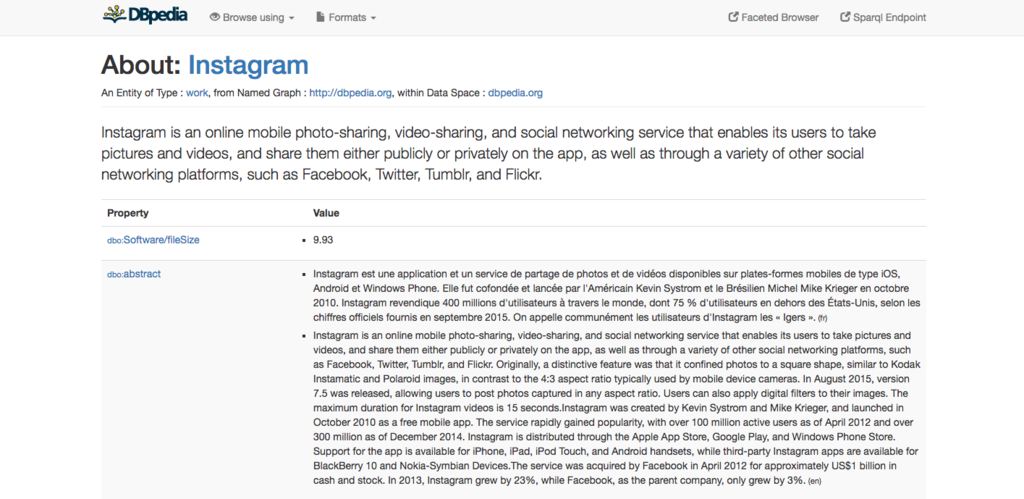 DBpedia Browse using Formats Faceted Browser Sparql Endpoint
About: Instagram
An Entity of Type : work, from Named Graph : http://dbpedia.org, within Data Space : dbpedia.org
Instagram is an online mobile photo-sharing, video-sharing, and social networking service that enables its users to take
pictures and videos, and share them either publicly or privately on the app, as well as through a variety of other social
networking platforms, such as Facebook, Twitter, Tumblr, and Flickr.
Property Value
dbo:Software/fileSize ▪ 9.93
dbo:abstract ▪ Instagram est une application et un service de partage de photos et de vidéos disponibles sur plates-formes mobiles de type iOS,
Android et Windows Phone. Elle fut cofondée et lancée par l'Américain Kevin Systrom et le Brésilien Michel Mike Krieger en octobre
2010. Instagram revendique 400 millions d'utilisateurs à travers le monde, dont 75 % d'utilisateurs en dehors des États-Unis, selon les
chiffres officiels fournis en septembre 2015. On appelle communément les utilisateurs d'Instagram les « Igers ». (fr)
▪ Instagram is an online mobile photo-sharing, video-sharing, and social networking service that enables its users to take pictures and
videos, and share them either publicly or privately on the app, as well as through a variety of other social networking platforms, such
as Facebook, Twitter, Tumblr, and Flickr. Originally, a distinctive feature was that it confined photos to a square shape, similar to Kodak
Instamatic and Polaroid images, in contrast to the 4:3 aspect ratio typically used by mobile device cameras. In August 2015, version
7.5 was released, allowing users to post photos captured in any aspect ratio. Users can also apply digital filters to their images. The
maximum duration for Instagram videos is 15 seconds.Instagram was created by Kevin Systrom and Mike Krieger, and launched in
October 2010 as a free mobile app. The service rapidly gained popularity, with over 100 million active users as of April 2012 and over
300 million as of December 2014. Instagram is distributed through the Apple App Store, Google Play, and Windows Phone Store.
Support for the app is available for iPhone, iPad, iPod Touch, and Android handsets, while third-party Instagram apps are available for
BlackBerry 10 and Nokia-Symbian Devices.The service was acquired by Facebook in April 2012 for approximately US$1 billion in
cash and stock. In 2013, Instagram grew by 23%, while Facebook, as the parent company, only grew by 3%. (en)